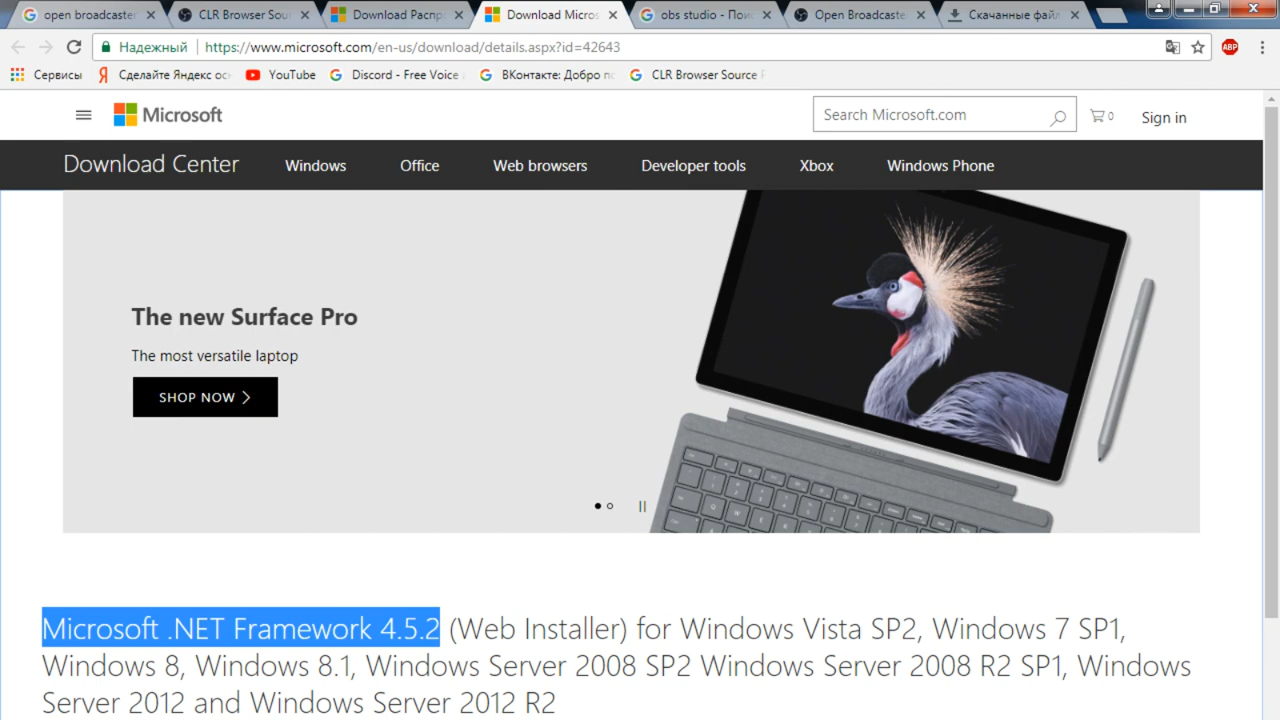 open broadcaster
CLR Browser Sou
Download Распр
Download Micros
obs studio - Пои
Open Broadcaste
Скачанные файл
Надежный
https://www.microsoft.com/en-us/download/details.aspx?id=42643
ABP
Сервисы
Сделайте Яндекс ос
YouTube
Discord - Free Voice
ВКонтакте: Добро п
CLR Browser Source
Microsoft
Search Microsoft.com
0
Sign in
Download Center
Windows
Office
Web browsers
Developer tools
Xbox
Windows Phone
The new Surface Pro
The most versatile laptop
SHOP NOW
Microsoft .NET Framework 4.5.2 (Web Installer) for Windows Vista SP2, Windows 7 SP1,
Windows 8, Windows 8.1, Windows Server 2008 SP2 Windows Server 2008 R2 SP1, Windows
Server 2012 and Windows Server 2012 R2